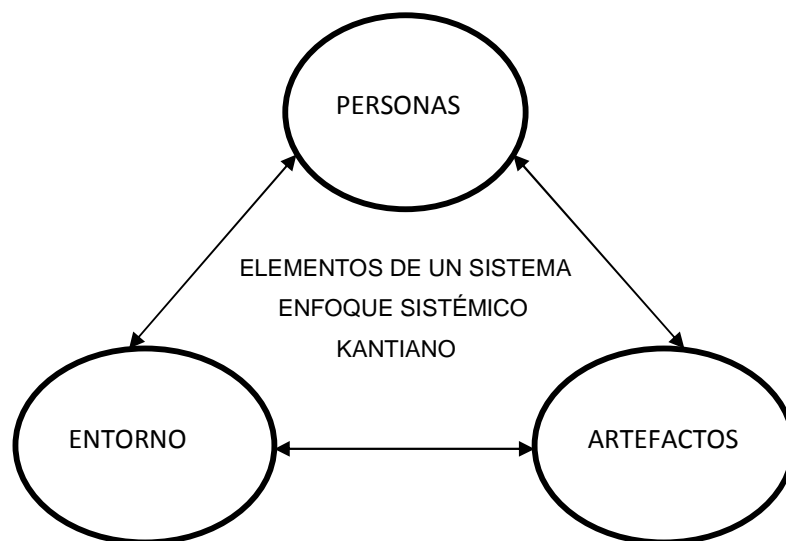 PERSONAS
ELEMENTOS DE UN SISTEMA
ENFOQUE SISTÉMICO
KANTIANO
ENTORNO
ARTEFACTOS